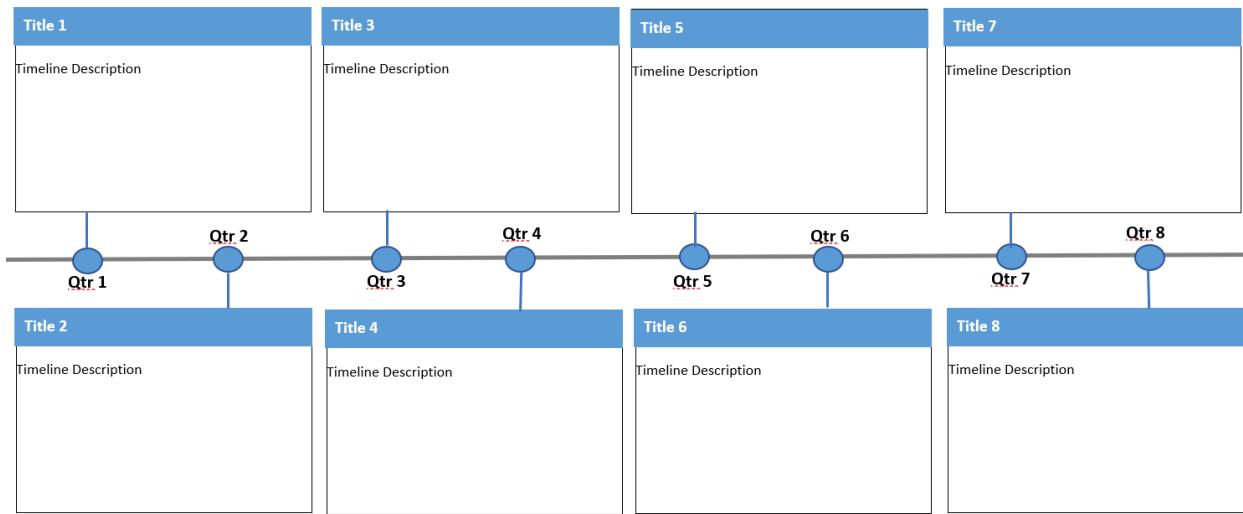 Title 1
Timeline Description
Title 3
Timeline Description
Title 5
Timeline Description
Title 7
Timeline Description
Qtr 1
Qtr 2
Qtr 3
Qtr 4
Qtr 5
Qtr 6
Qtr 7
Qtr 8
Title 2
Timeline Description
Title 4
Timeline Description
Title 6
Timeline Description
Title 8
Timeline Description